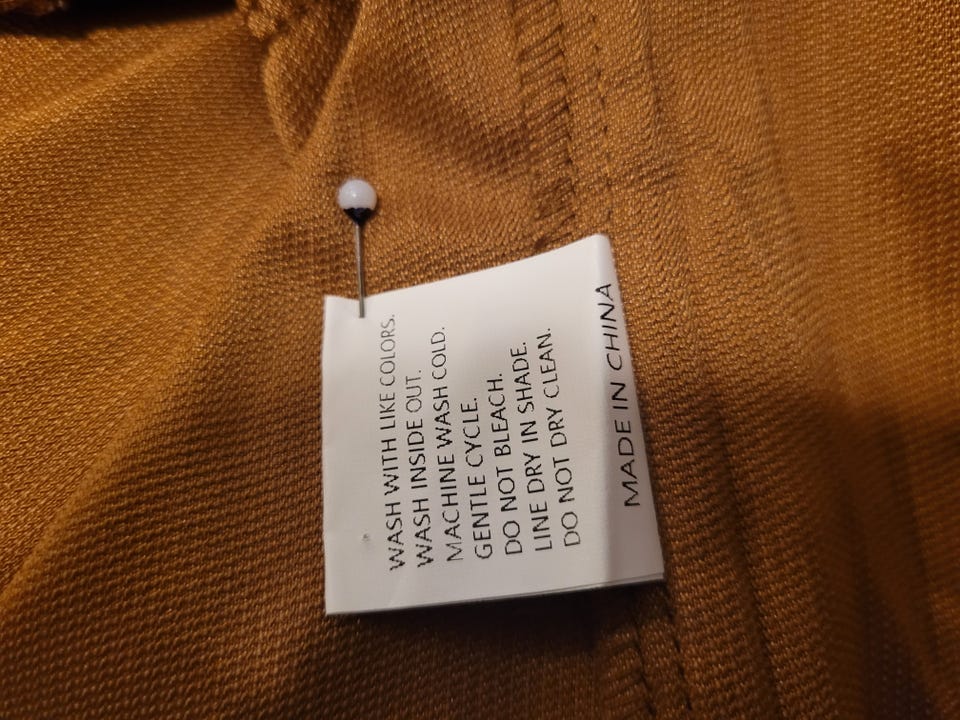 WASH WITH LIKE COLORS.
WASH INSIDE OUT.
MACHINE WASH COLD.
GENTLE CYCLE.
DO NOT BLEACH.
LINE DRY IN SHADE.
DO NOT DRY CLEAN.
MADE IN CHINA